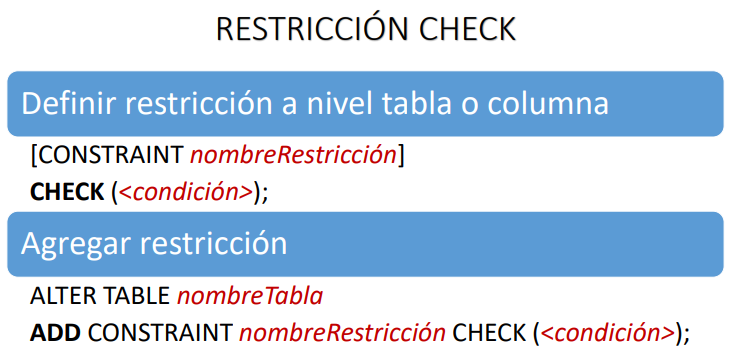 RESTRICCIÓN CHECK
Definir restricción a nivel tabla o columna
[CONSTRAINT nombreRestricción]
CHECK (<condición>);
Agregar restricción
ALTER TABLE nombreTabla
ADD CONSTRAINT nombreRestricción CHECK (<condición>);